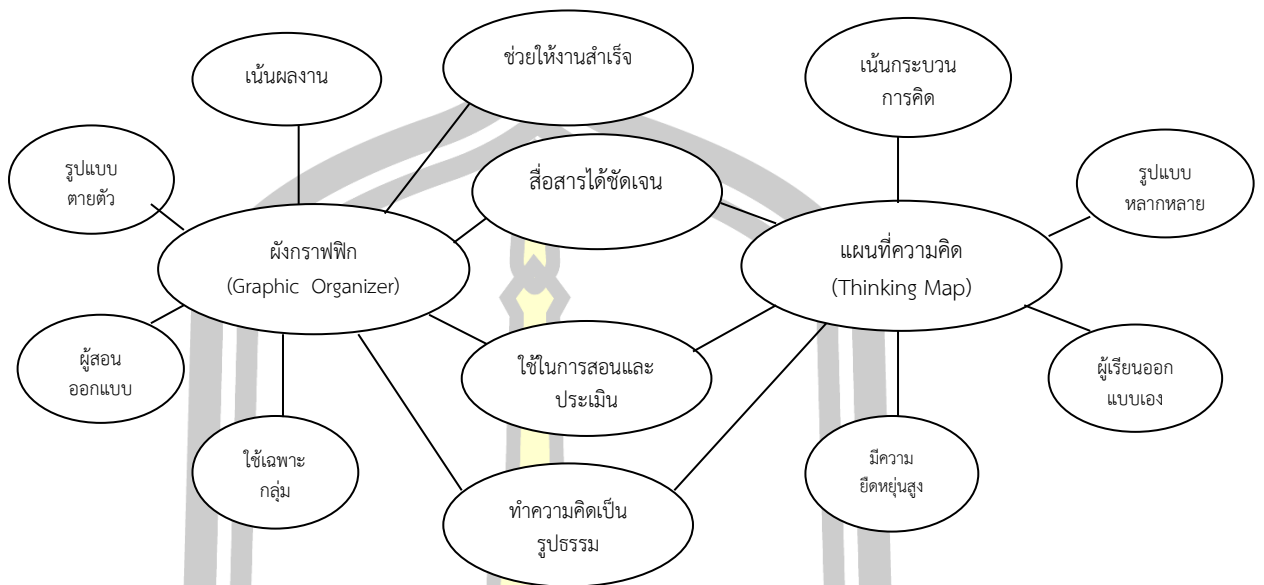 ช่วยให้งานสำเร็จ
เน้นผลงาน
เน้นกระบวน
การคิด
รูปแบบ
ตายตัว
สื่อสารได้ชัดเจน
รูปแบบ
หลากหลาย
ผังกราฟฟิก
(Graphic Organizer)
แผนที่ความคิด
(Thinking Map)
ผู้สอน
ออกแบบ
ใช้ในการสอนและ
ประเมิน
ผู้เรียนออก
แบบเอง
ใช้เฉพาะ
กลุ่ม
มีความ
ยืดหยุ่นสูง
ทำความคิดเป็น
รูปธรรม